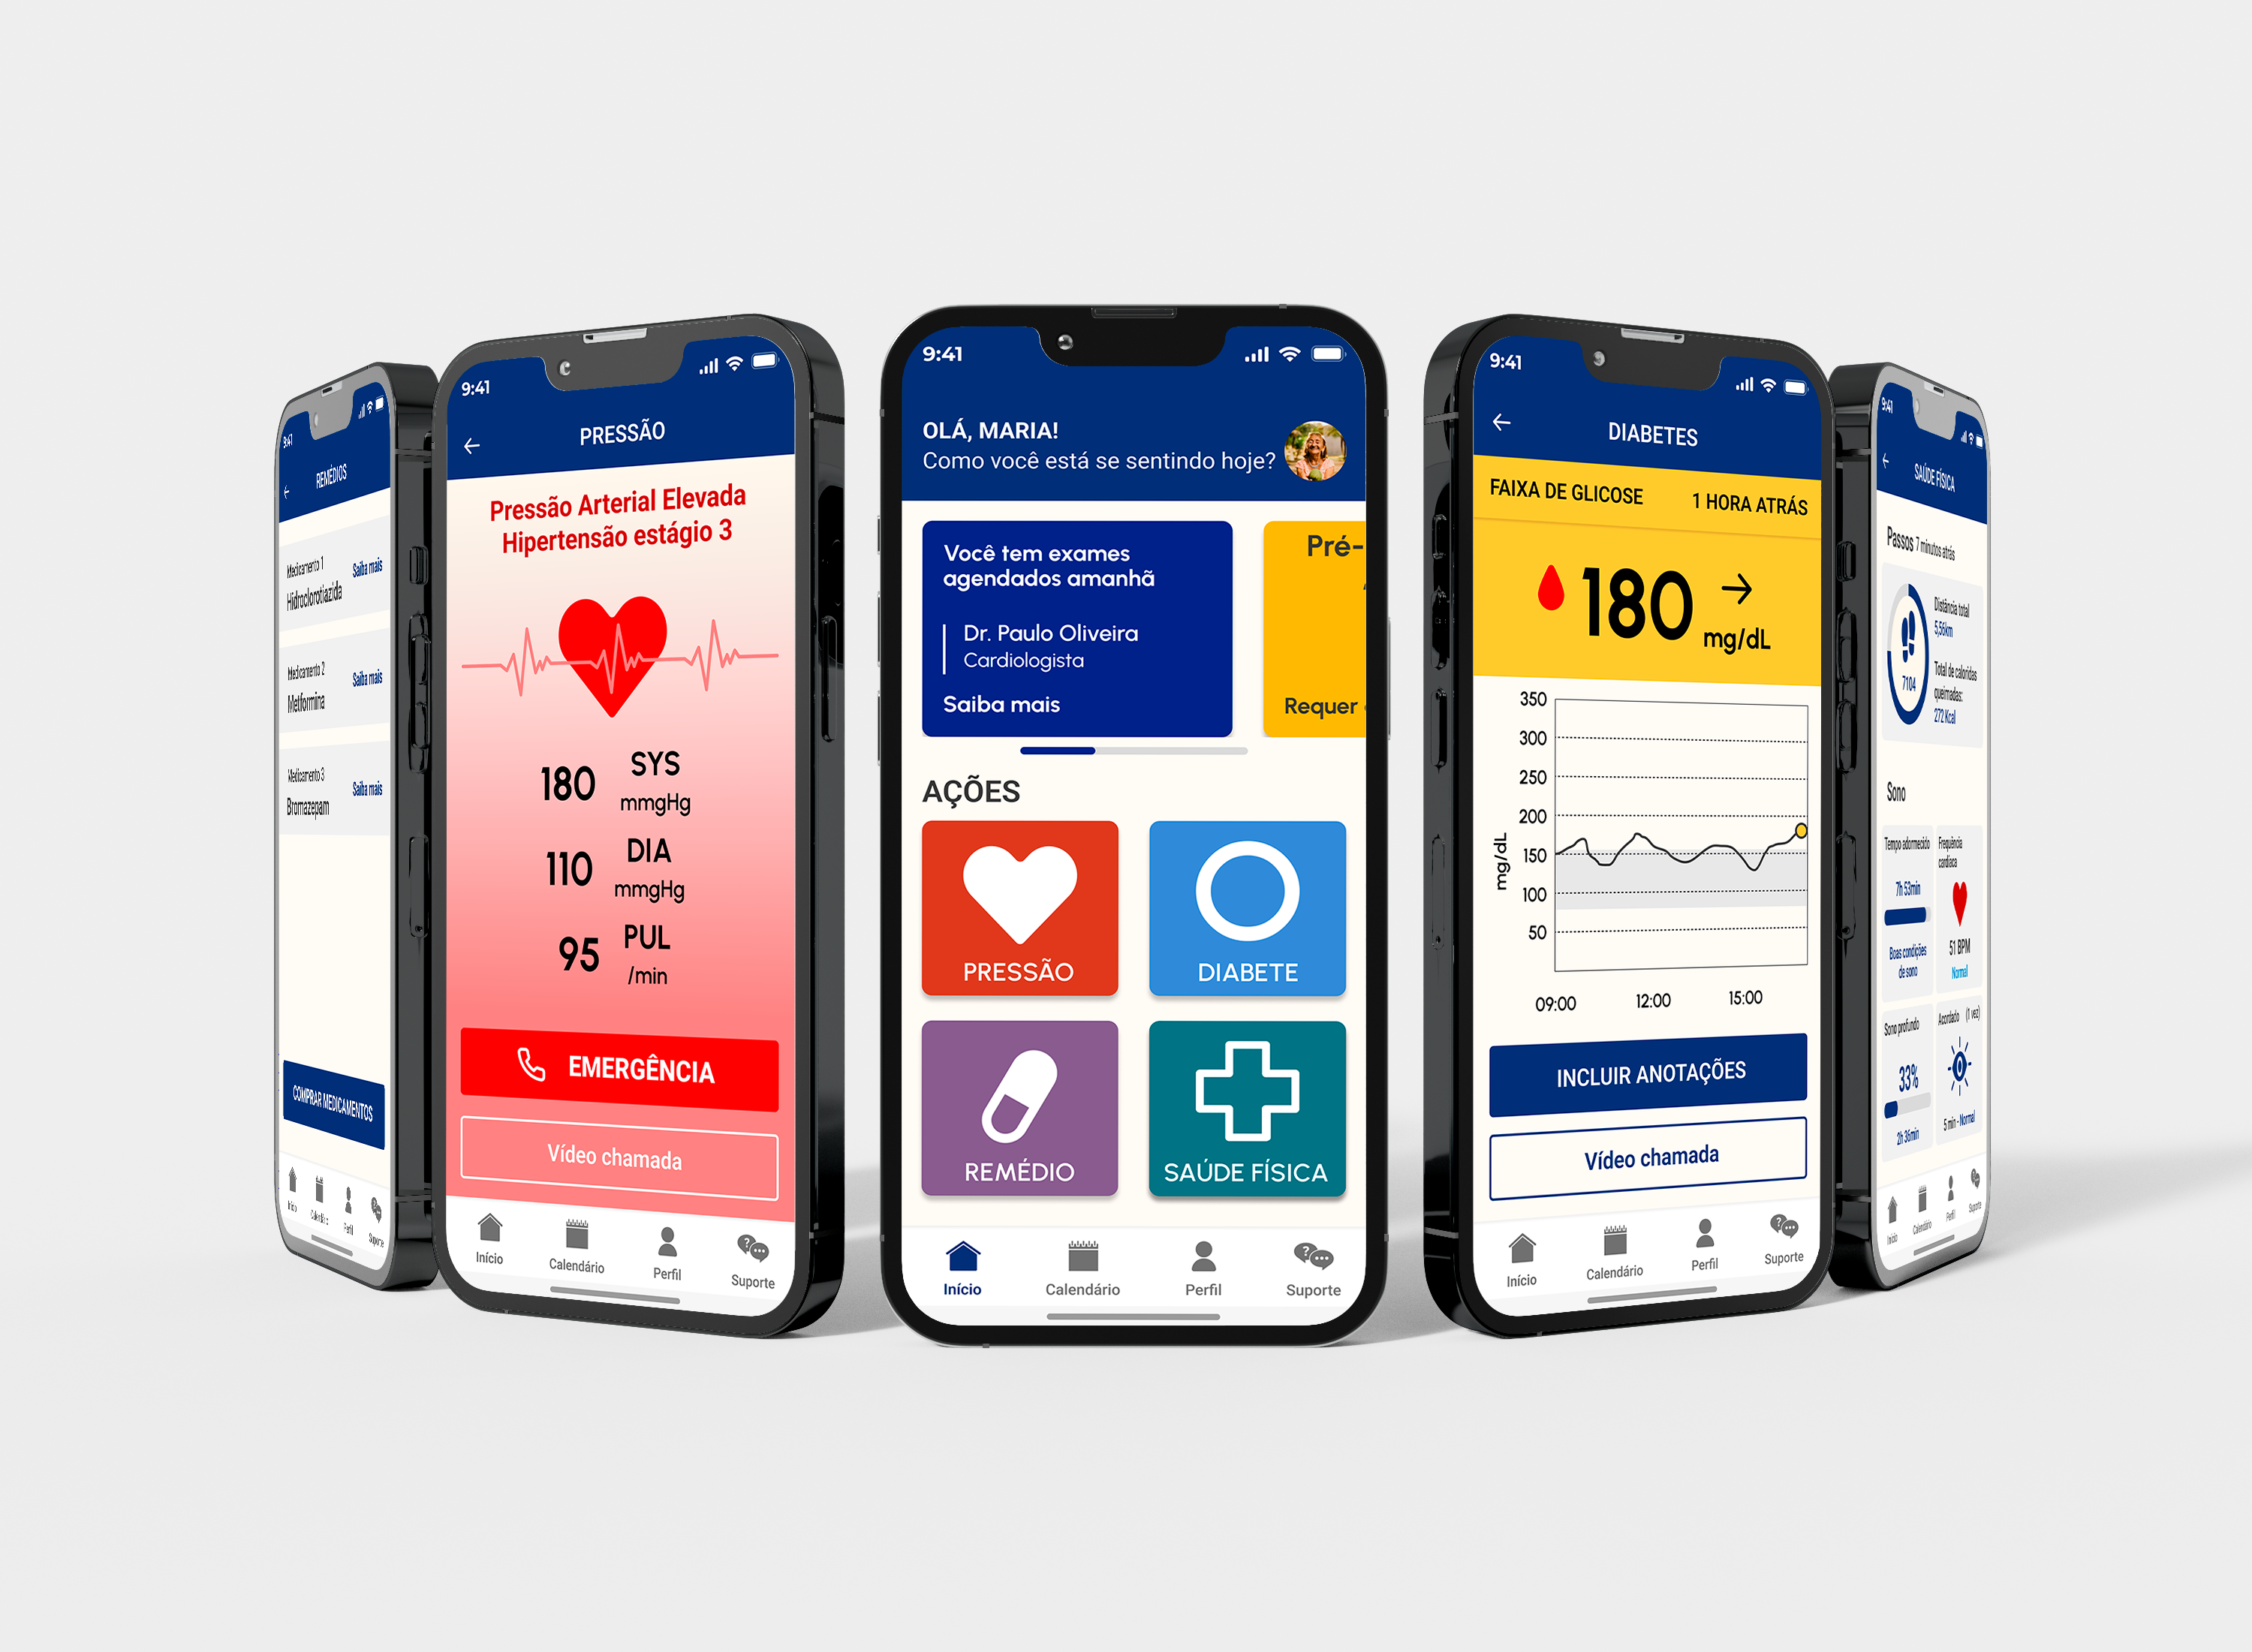 9:41
REMÉDIOS
Medicamento 1
Hidroclorotiazida
Saiba mais
Medicamento 2
Metformina
Saiba mais
Medicamento 3
Bromazepam
Saiba mais
COMPRAR MEDICAMENTOS
Início
Calendário
Perfil
Suporte
9:41
PRESSÃO
Pressão Arterial Elevada
Hipertensão estágio 3
180 SYS
mmgHg
110 DIA
mmgHg
95 PUL
/min
EMERGÊNCIA
Vídeo chamada
Início
Calendário
Perfil
Suporte
9:41
OLÁ, MARIA!
Como você está se sentindo hoje?
Você tem exames
agendados amanhã
Dr. Paulo Oliveira
Cardiologista
Saiba mais
Pré-
Requer
AÇÕES
PRESSÃO
DIABETE
REMÉDIO
SAÚDE FÍSICA
Início
Calendário
Perfil
Suporte
9:41
DIABETES
FAIXA DE GLICOSE
1 HORA ATRÁS
180 mg/dL
350
300
250
200
150
100
50
mg/dL
09:00
12:00
15:00
INCLUIR ANOTAÇÕES
Vídeo chamada
Início
Calendário
Perfil
Suporte
9:41
SAÚDE FÍSICA
Passos 7 minutos atrás
7104
Distância total
5,56km
Total de caloridas
queimadas:
272 Kcal
Sono
Tempo adormecido
7h 53min
Boas condições
de sono
Frequência
cardíaca
51 BPM
Normal
Sono profundo
33%
2h 36min
Acordado (1 vez)
5 min - Normal
Início
Calendário
Perfil
Suporte